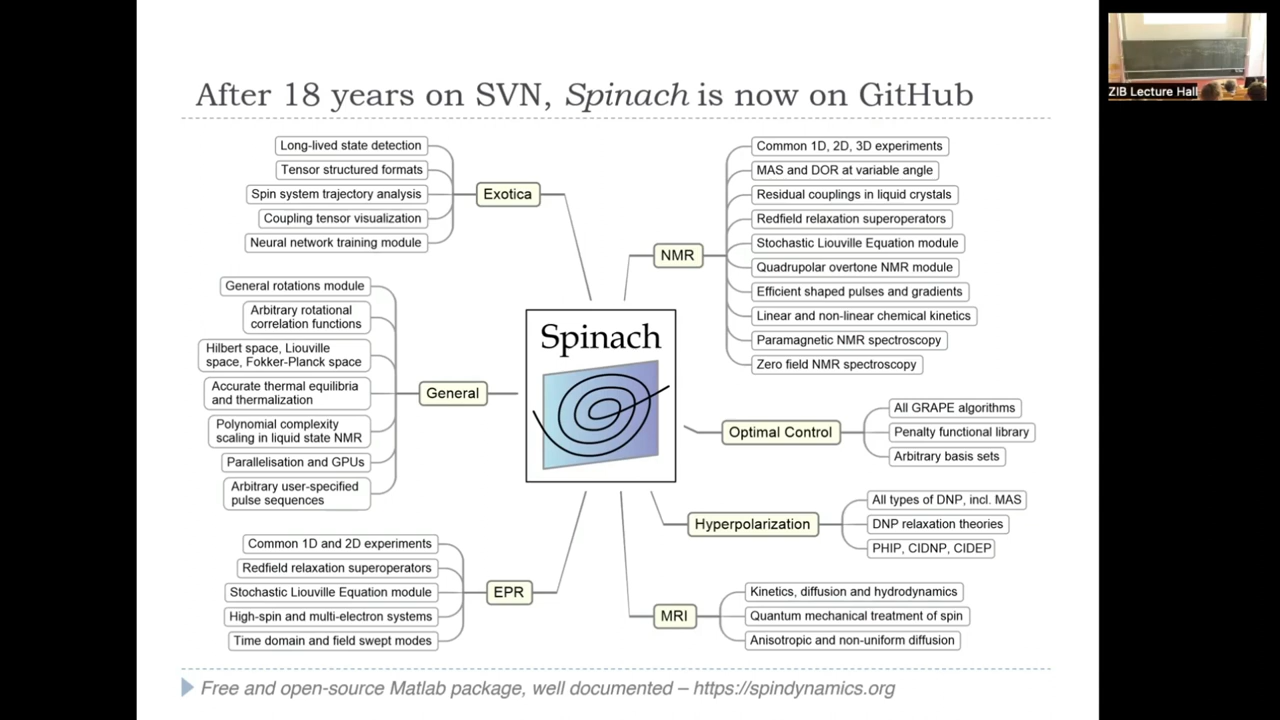 After 18 years on SVN, Spinach is now on GitHub
ZIB Lecture Hall
Long-lived state detection
Tensor structured formats
Spin system trajectory analysis
Coupling tensor visualization
Neural network training module
Exotica
General rotations module
Arbitrary rotational
correlation functions
Hilbert space, Liouville
space, Fokker-Planck space
Accurate thermal equilibria
and thermalization
Polynomial complexity
scaling in liquid state NMR
Parallelisation and GPUs
Arbitrary user-specified
pulse sequences
General
Common 1D and 2D experiments
Redfield relaxation superoperators
Stochastic Liouville Equation module
High-spin and multi-electron systems
Time domain and field swept modes
EPR
Spinach
NMR
Common 1D, 2D, 3D experiments
MAS and DOR at variable angle
Residual couplings in liquid crystals
Redfield relaxation superoperators
Stochastic Liouville Equation module
Quadrupolar overtone NMR module
Efficient shaped pulses and gradients
Linear and non-linear chemical kinetics
Paramagnetic NMR spectroscopy
Zero field NMR spectroscopy
Optimal Control
All GRAPE algorithms
Penalty functional library
Arbitrary basis sets
Hyperpolarization
All types of DNP, incl. MAS
DNP relaxation theories
PHIP, CIDNP, CIDEP
MRI
Kinetics, diffusion and hydrodynamics
Quantum mechanical treatment of spin
Anisotropic and non-uniform diffusion
Free and open-source Matlab package, well documented – https://spindynamics.org